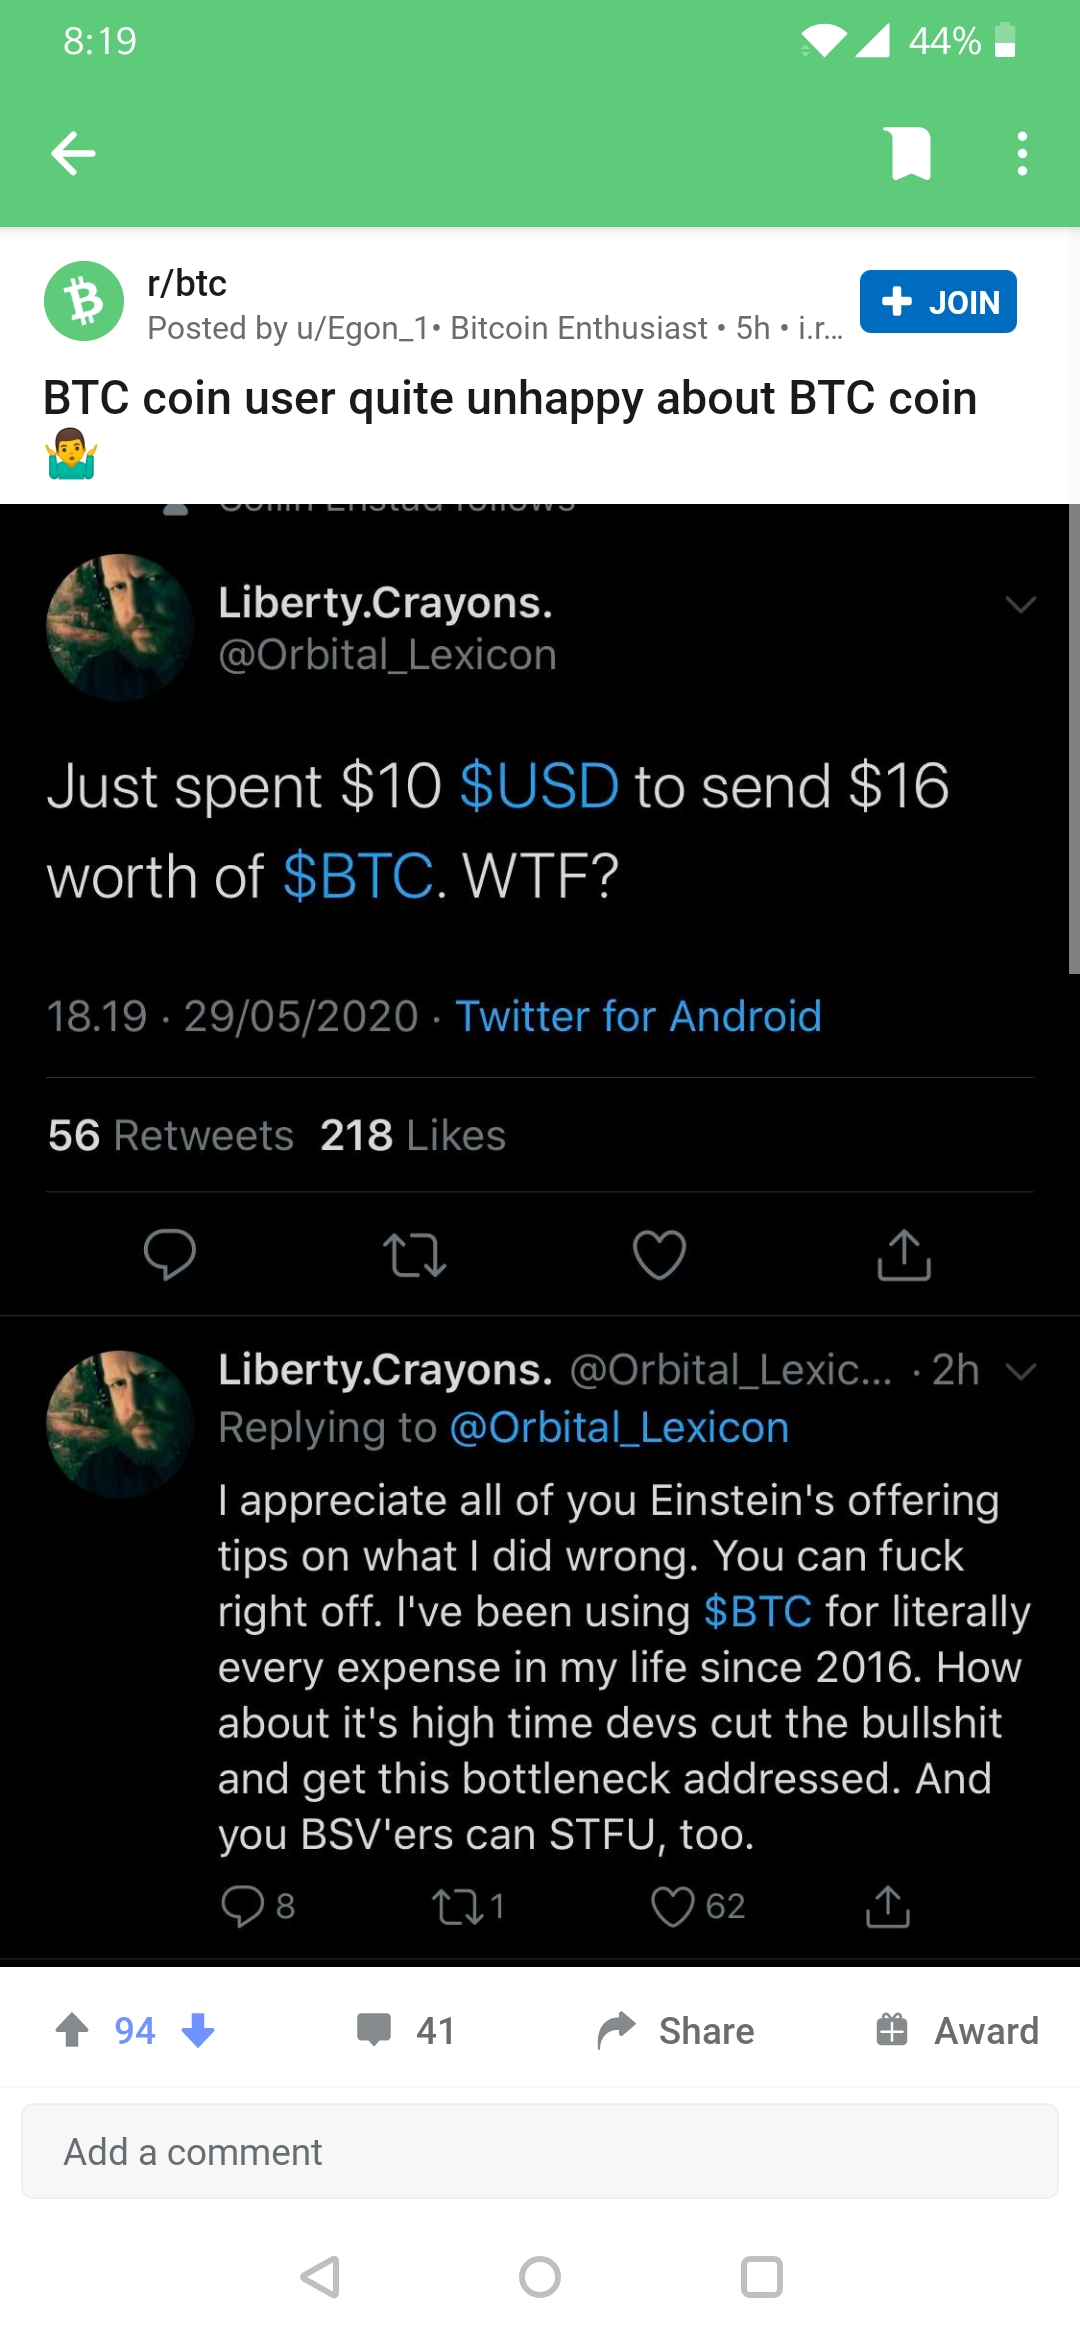 8:19
44%
r/btc
Posted by u/Egon_1• Bitcoin Enthusiast • 5h • i.r...
JOIN
BTC coin user quite unhappy about BTC coin
🤷‍♂️
Collin Enstad follows
Liberty.Crayons.
@Orbital_Lexicon
Just spent $10 $USD to send $16
worth of $BTC. WTF?
18.19 · 29/05/2020 · Twitter for Android
56 Retweets 218 Likes
Liberty.Crayons. @Orbital_Lexic... · 2h
Replying to @Orbital_Lexicon
I appreciate all of you Einstein's offering
tips on what I did wrong. You can fuck
right off. I've been using $BTC for literally
every expense in my life since 2016. How
about it's high time devs cut the bullshit
and get this bottleneck addressed. And
you BSV'ers can STFU, too.
8 1 62
94 41 Share Award
Add a comment